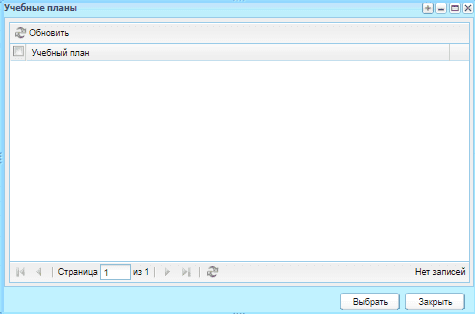 Учебные планы
Обновить
Учебный план
Страница 1 из 1 Нет записей
Выбрать Закрыть